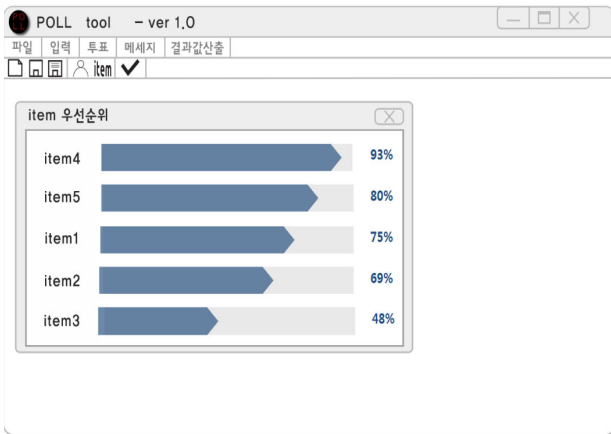 POLL tool - ver 1.0
파일 입력 투표 메세지 결과값산출
item
item 우선순위
item4 93%
item5 80%
item1 75%
item2 69%
item3 48%